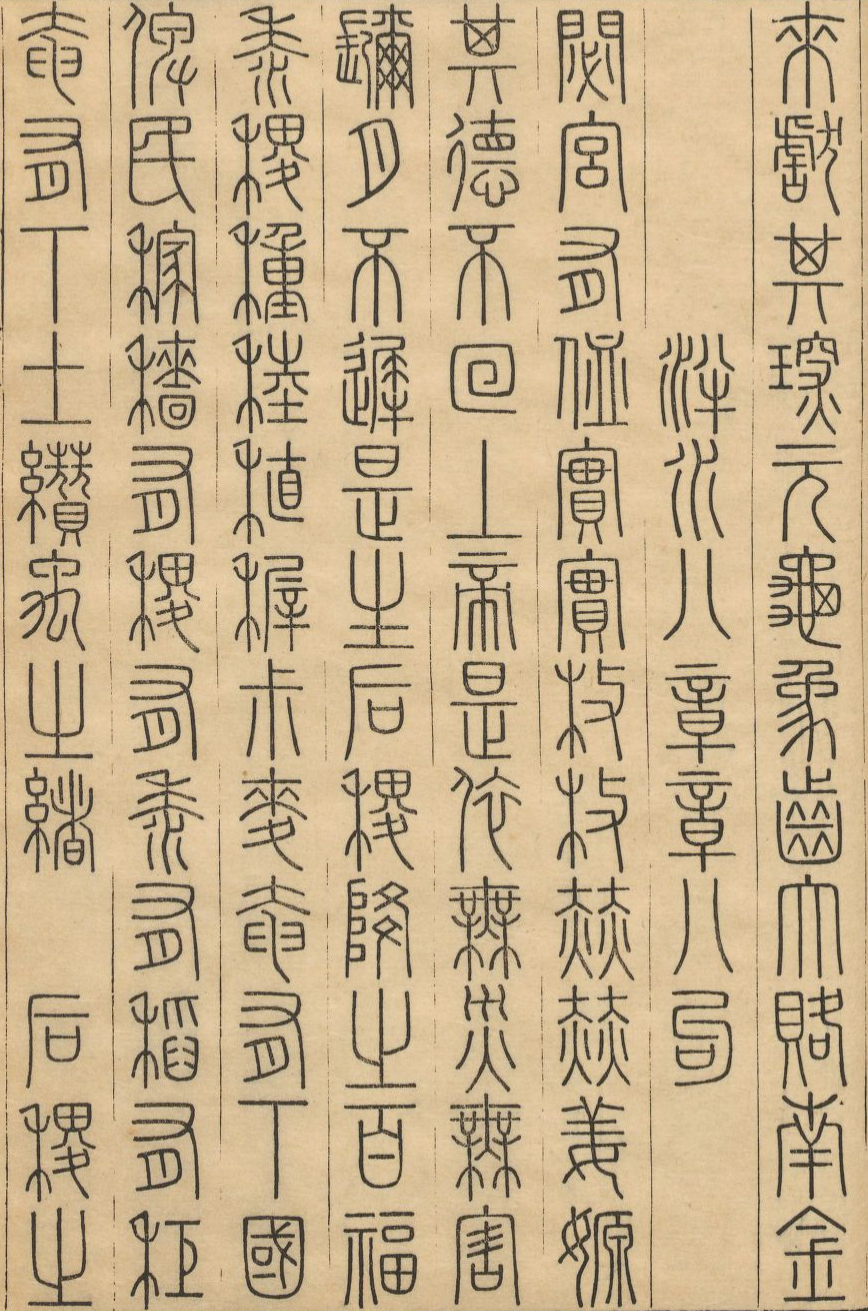 來獻其琛元龜象齒大賂南金
泮水八章章八句
閟宮有侐實實枚枚赫赫姜嫄
其德不回上帝是依無災無害
彌月不遲是生后稷降之百福
黍稷穜稑稙稺尗麥奄有下國
俾民稼穡有稷有黍有稻有秬
奄有下土纘禹之緒 后稷之